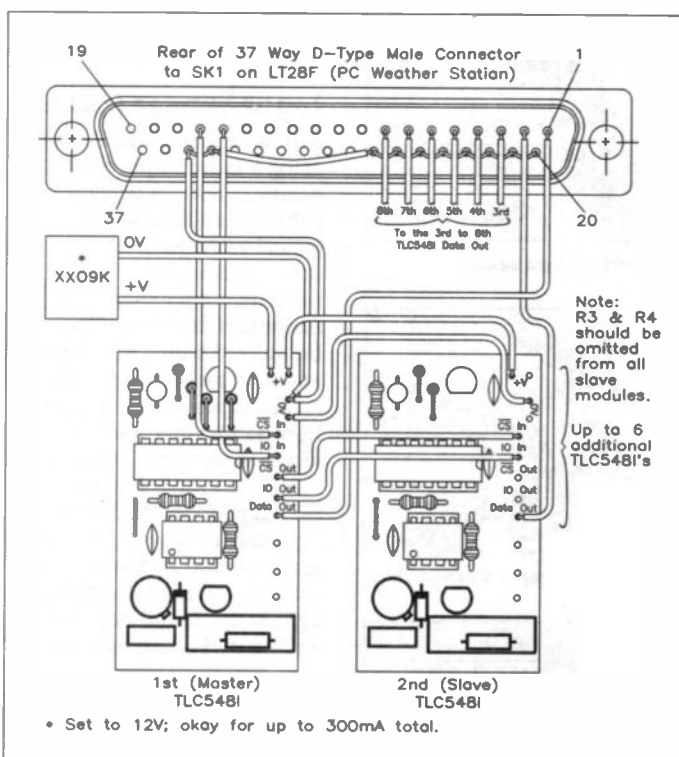 19
Rear of 37 Way D-Type Male Connector
to SK1 on LT28F (PC Weather Station)
1
37
8th 7th 6th 5th 4th 3rd
20
To the 3rd to 8th
TLC548I Data Out
*
XX09K
0V
+V
Note:
R3 & R4
should be
omitted
from all
slave
modules.
+V
0V
CS In
IO In
CS Out
IO Out
Data Out
+V
0V
CS In
IO In
CS Out
IO Out
Data Out
Up to 6
additional
TLC548I's
1st (Master)
TLC548I
2nd (Slave)
TLC548I
* Set to 12V; okay for up to 300mA total.